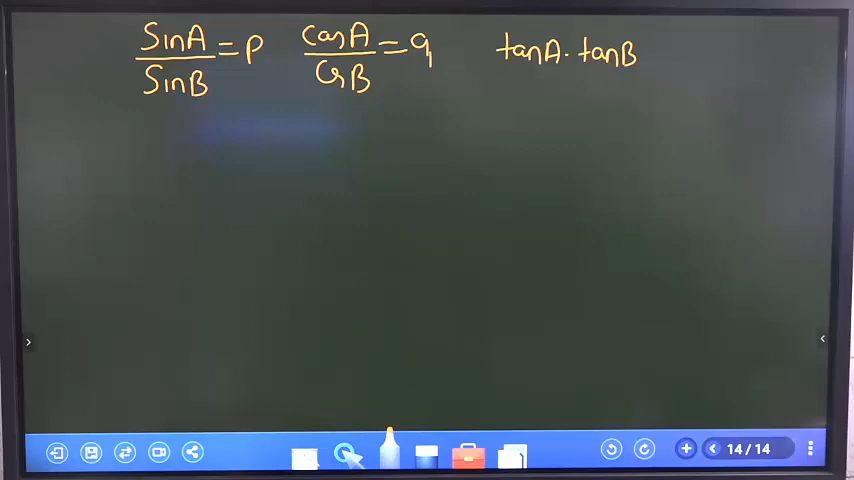 SinA/SinB = P   cosA/CosB = q   tanA · tanB
14/14